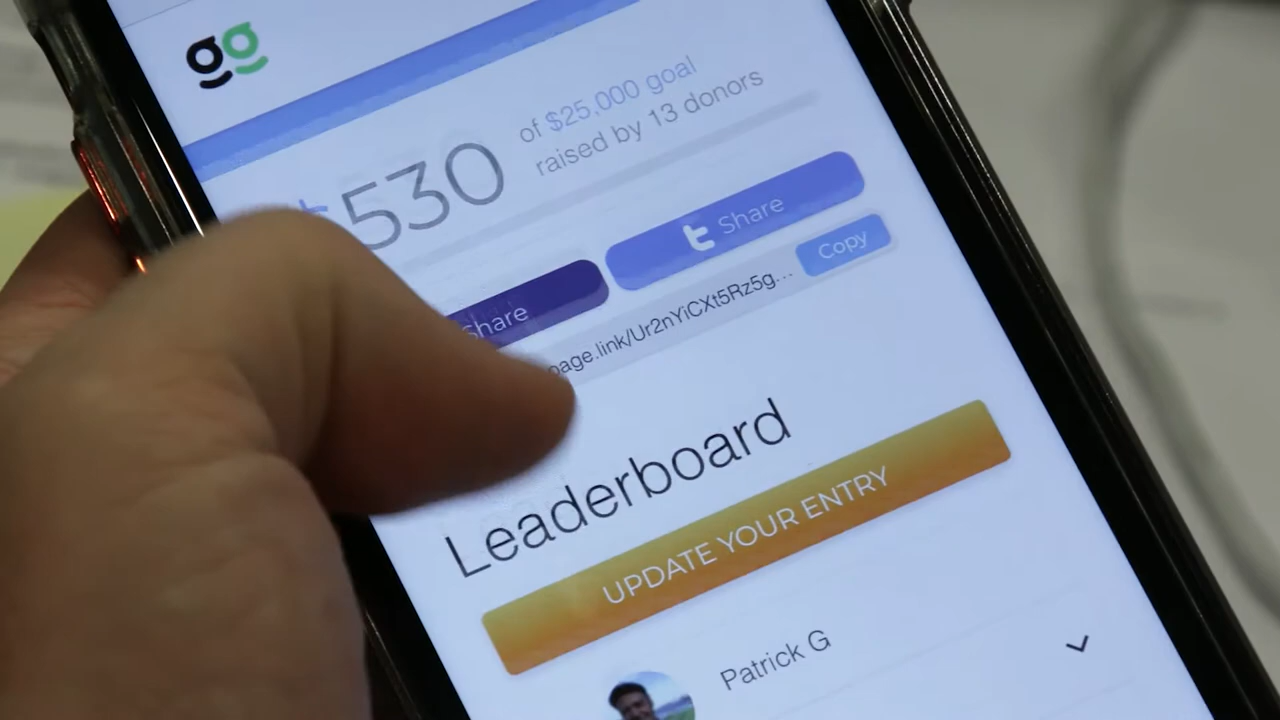 gg
$530
of $25,000 goal
raised by 13 donors
Share
Share
Copy
page.link/Ur2nYiCXt5Rz5g...
Leaderboard
UPDATE YOUR ENTRY
Patrick G